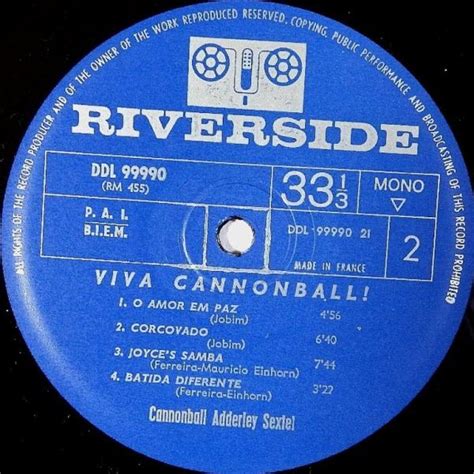 ALL RIGHTS OF THE RECORD PRODUCER AND OF THE OWNER OF THE WORK REPRODUCED RESERVED, COPYING, PUBLIC PERFORMANCE AND BROADCASTING OF THIS RECORD PROHIBITED
RIVERSIDE
DDL 99990
(RM 455)
33 1/3
MONO
P. A. I.
B.I.E.M.
DDL 99990 21
2
MADE IN FRANCE
VIVA CANNONBALL!
1. O AMOR EM PAZ 4'56
(Jobim)
2. CORCOVADO 6'40
(Jobim)
3. JOYCE'S SAMBA 7'44
(Ferreira-Mauricio Einhorn)
4. BATIDA DIFERENTE 3'22
(Ferreira-Einhorn)
Cannonball Adderley Sextet